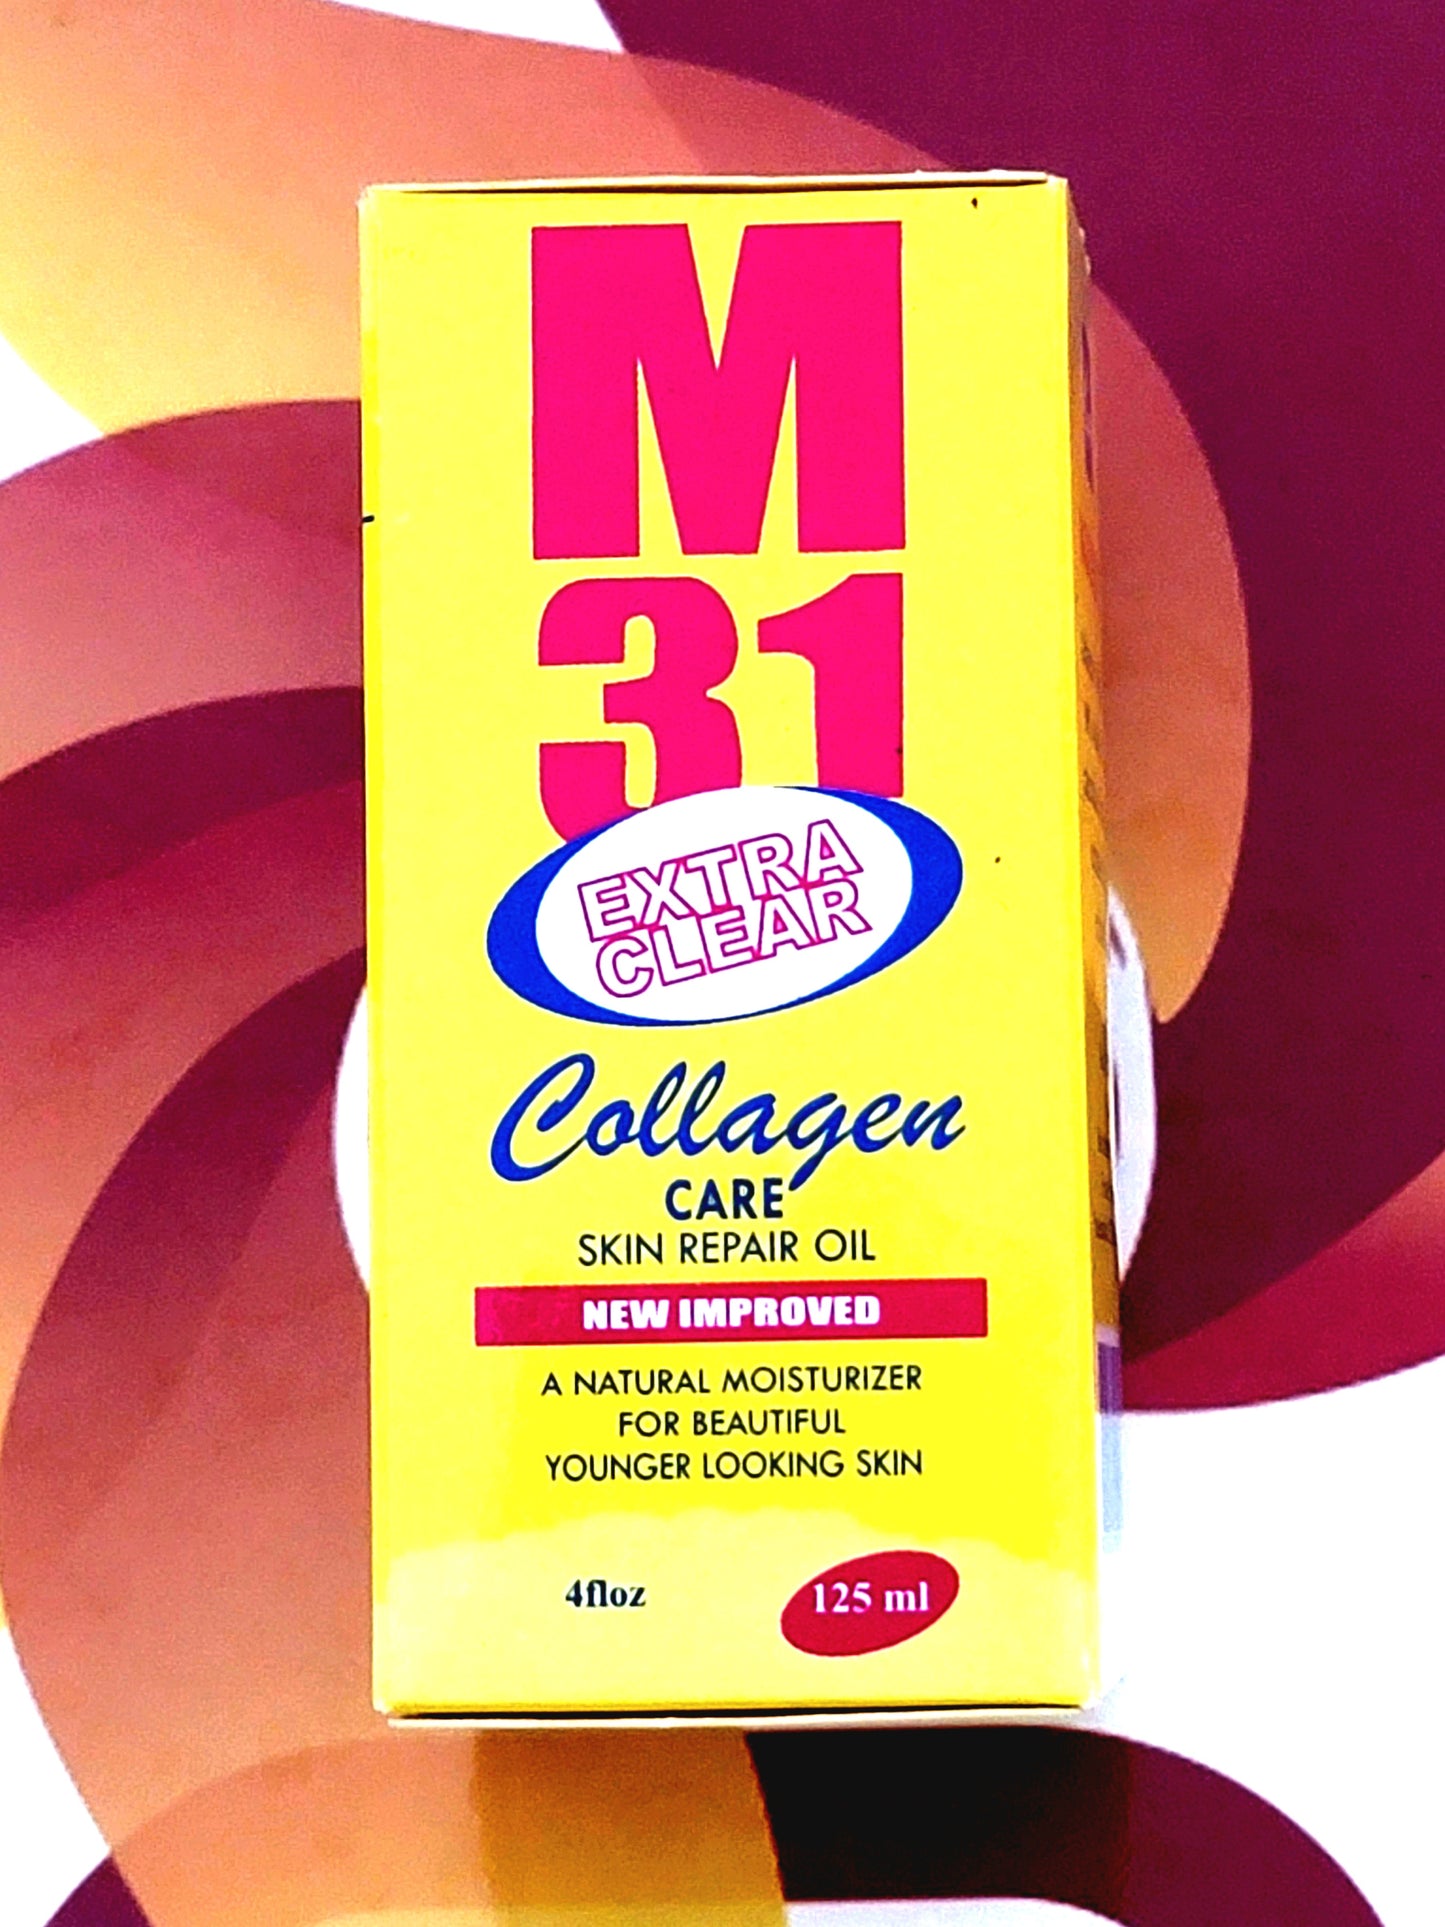 M
31
EXTRA
CLEAR
Collagen
CARE
SKIN REPAIR OIL
NEW IMPROVED
A NATURAL MOISTURIZER
FOR BEAUTIFUL
YOUNGER LOOKING SKIN
4floz
125 ml